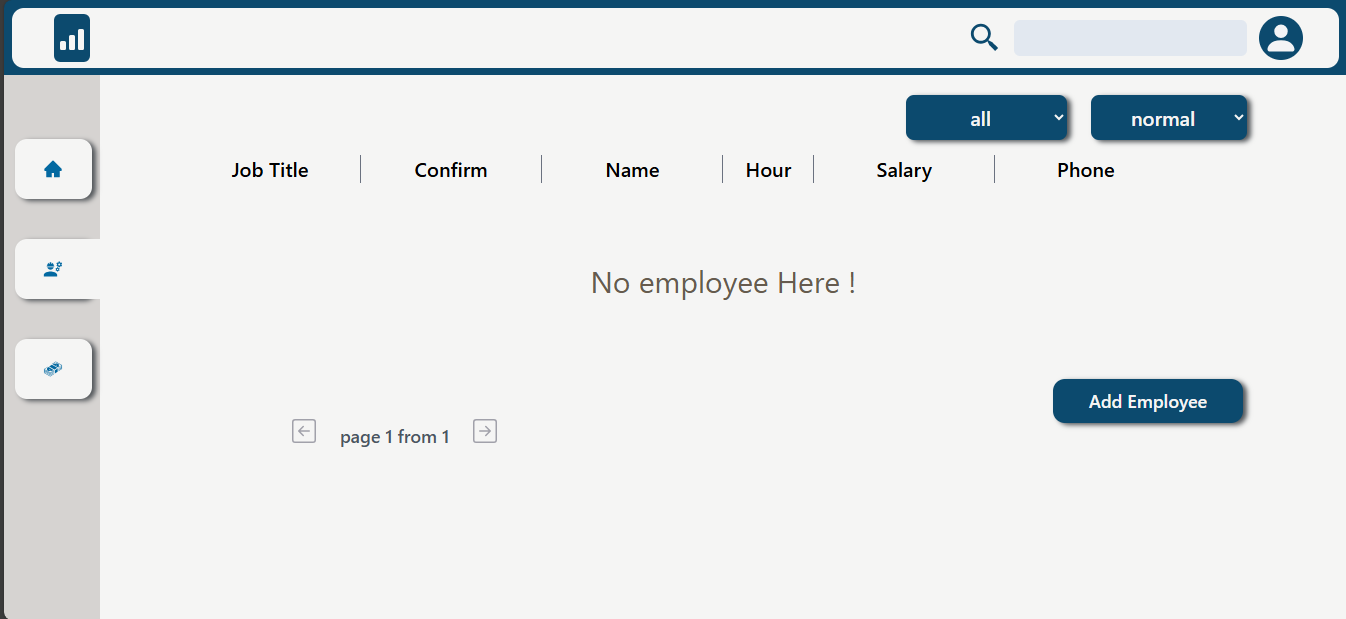 all
normal
Job Title
Confirm
Name
Hour
Salary
Phone
No employee Here !
Add Employee
page 1 from 1